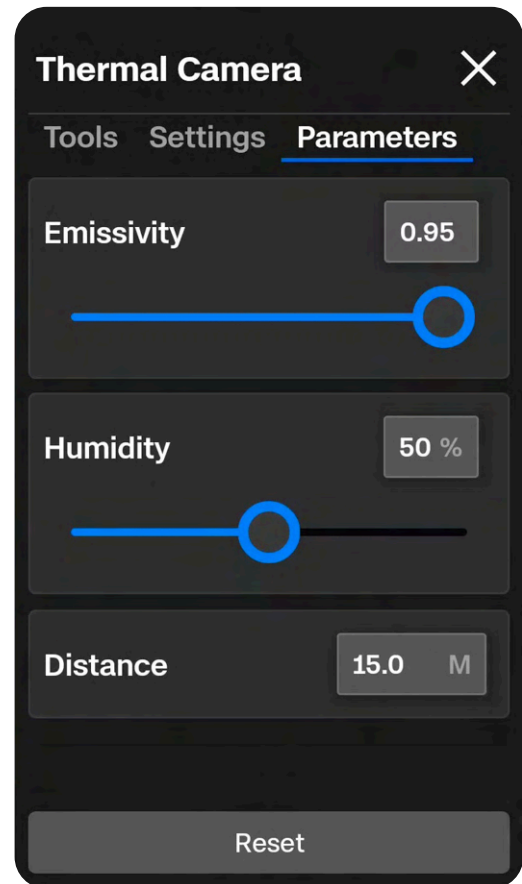 Thermal Camera
Tools Settings Parameters
Emissivity 0.95
Humidity 50 %
Distance 15.0 M
Reset